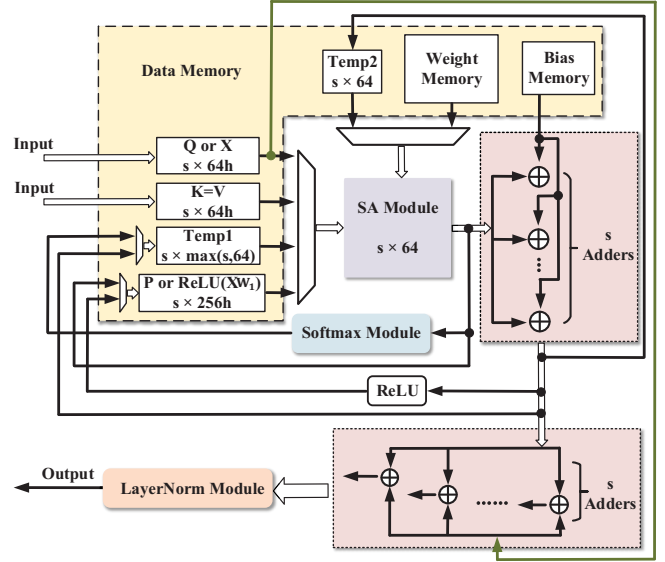 Data Memory
Temp2
s × 64
Weight
Memory
Bias
Memory
Input
Q or X
s × 64h
Input
K=V
s × 64h
Temp1
s × max(s,64)
P or ReLU(XW₁)
s × 256h
SA Module
s × 64
s
Adders
Softmax Module
ReLU
Output
LayerNorm Module
s
Adders